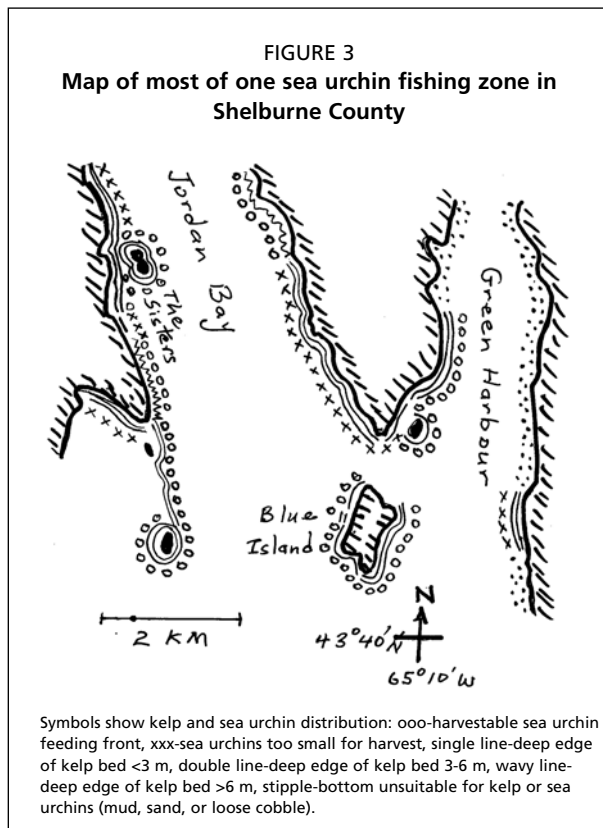 FIGURE 3
Map of most of one sea urchin fishing zone in
Shelburne County
Jordan
Bay
The
Sisters
Green Harbour
Blue
Island
N
2 KM
43°40'N
65°10'W
Symbols show kelp and sea urchin distribution: ooo-harvestable sea urchin
feeding front, xxx-sea urchins too small for harvest, single line-deep edge
of kelp bed <3 m, double line-deep edge of kelp bed 3-6 m, wavy line-
deep edge of kelp bed >6 m, stipple-bottom unsuitable for kelp or sea
urchins (mud, sand, or loose cobble).